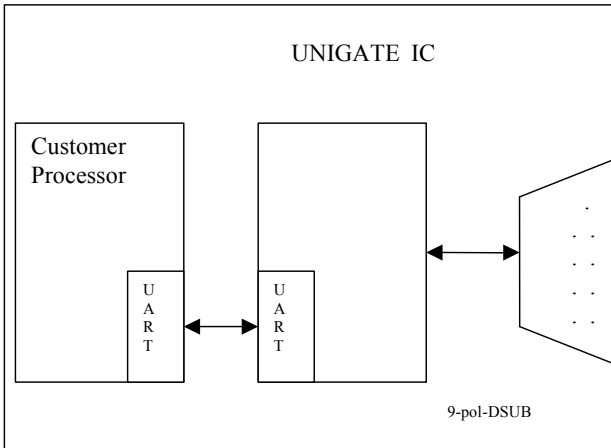 UNIGATE IC
Customer
Processor
U
A
R
T
U
A
R
T
9-pol-DSUB